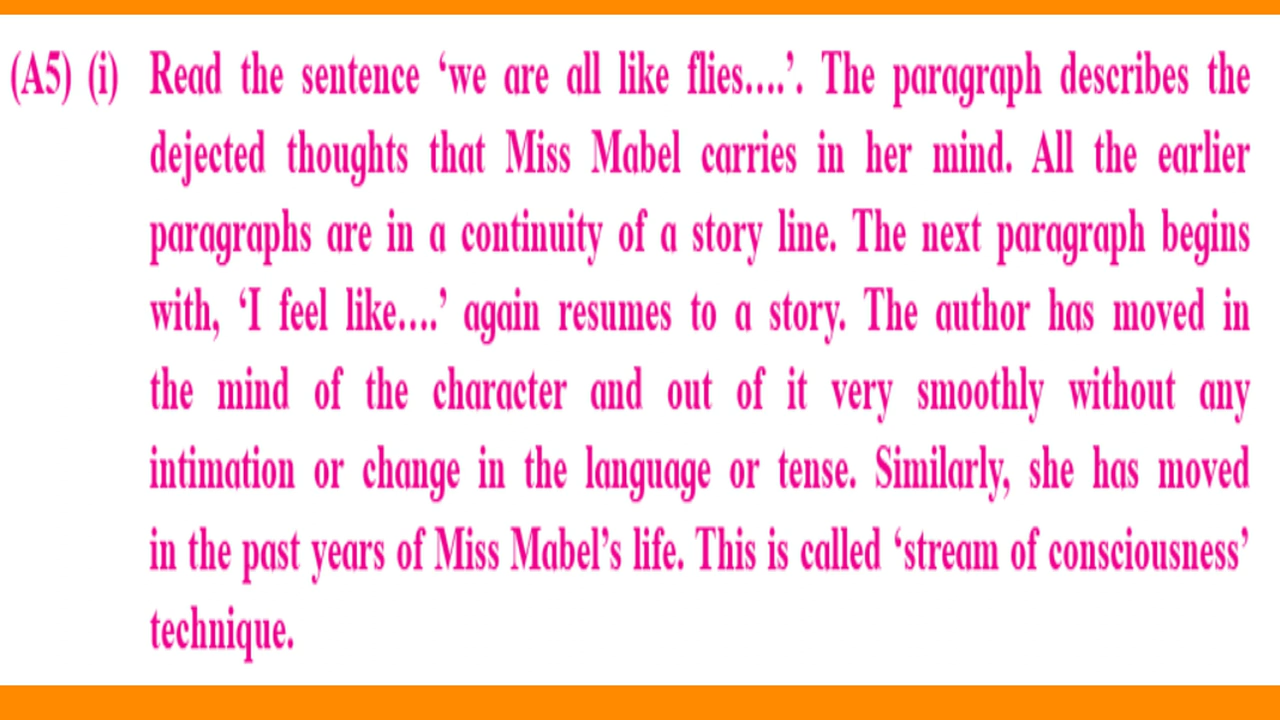 (A5) (i) Read the sentence ‘we are all like flies....’. The paragraph describes the
dejected thoughts that Miss Mabel carries in her mind. All the earlier
paragraphs are in a continuity of a story line. The next paragraph begins
with, ‘I feel like....’ again resumes to a story. The author has moved in
the mind of the character and out of it very smoothly without any
intimation or change in the language or tense. Similarly, she has moved
in the past years of Miss Mabel’s life. This is called ‘stream of consciousness’
technique.